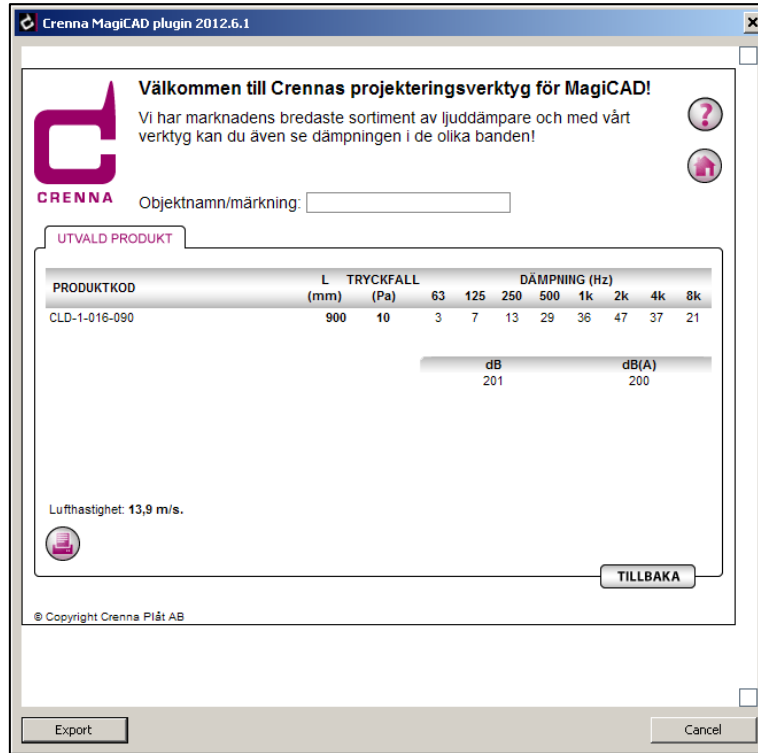 Crenna MagiCAD plugin 2012.6.1
Välkommen till Crennas projekteringsverktyg för MagiCAD!
Vi har marknadens bredaste sortiment av ljuddämpare och med vårt
verktyg kan du även se dämpningen i de olika banden!
?
CRENNA
Objektnamn/märkning:
UTVALD PRODUKT
PRODUKTKOD L (mm) TRYCKFALL (Pa) DÄMPNING (Hz)
63 125 250 500 1k 2k 4k 8k
CLD-1-016-090 900 10 3 7 13 29 36 47 37 21
dB dB(A)
201 200
Lufthastighet: 13,9 m/s.
TILLBAKA
© Copyright Crenna Plåt AB
Export Cancel